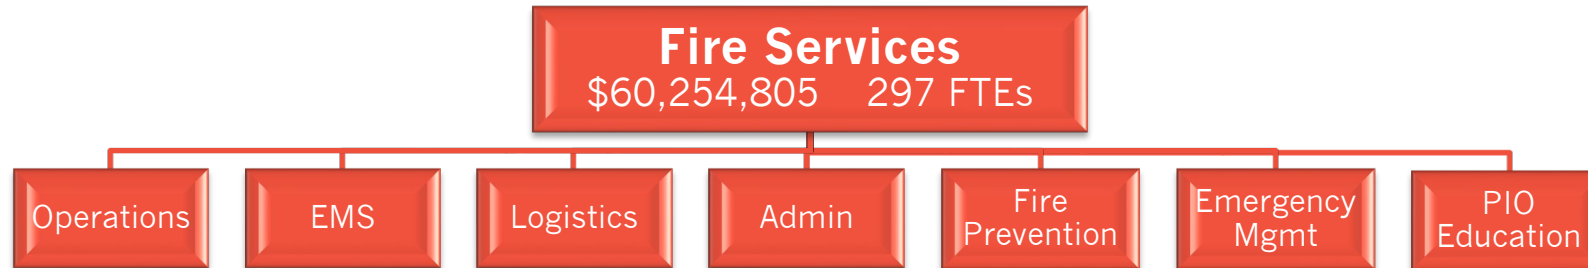 Fire Services
$60,254,805 297 FTEs
Operations
EMS
Logistics
Admin
Fire
Prevention
Emergency
Mgmt
PIO
Education